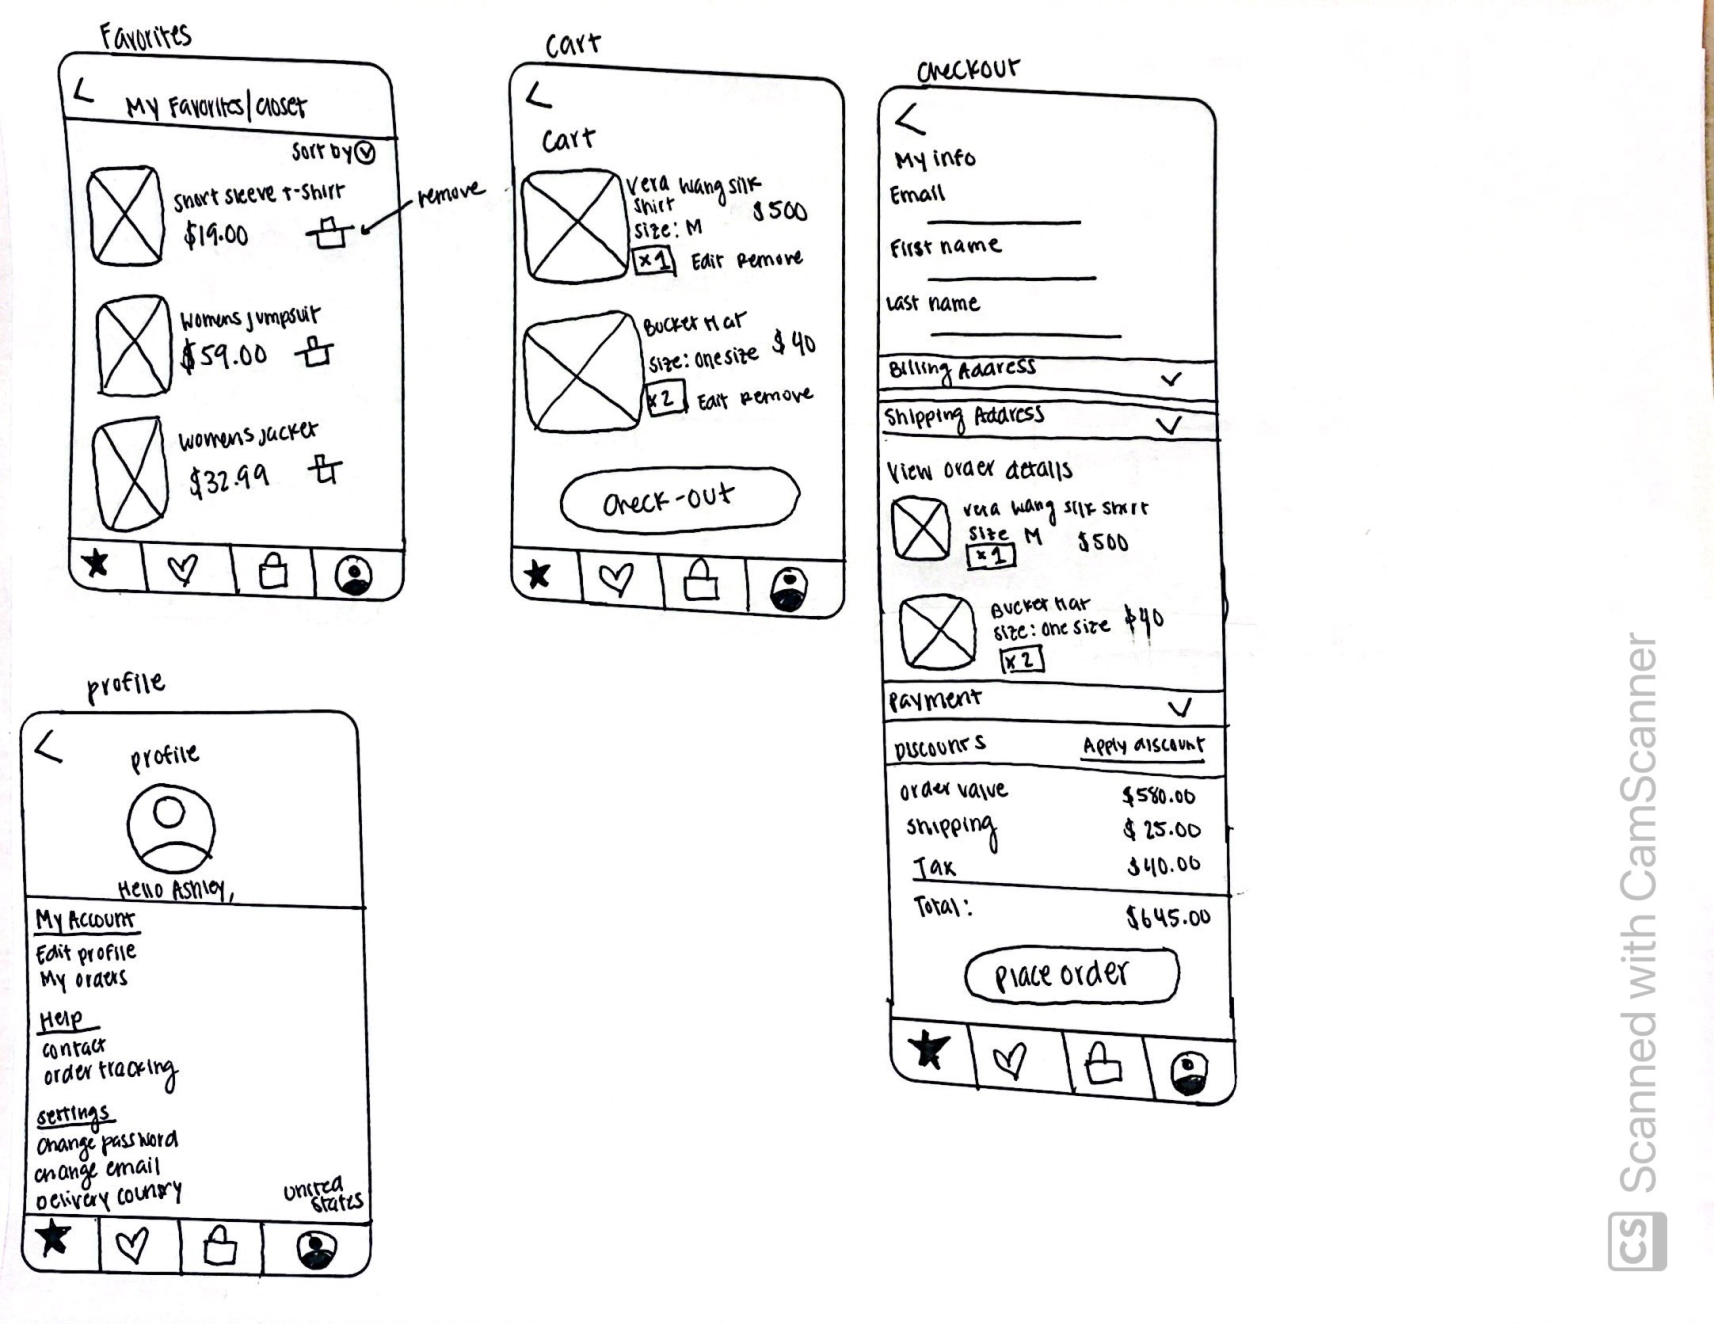 Favorites
<
My Favorites/closet
Sort by
Short sleeve T-Shirt
$19.00
remove
Womens jumpsuit
$59.00
Womens jacket
$32.99
Cart
<
Cart
Vera Wang silk
shirt
$500
size: M
x1 Edit Remove
Bucket Hat
size: one size $40
x2 Edit Remove
Check-out
Checkout
<
My info
Email
First name
Last name
Billing Address
Shipping Address
View order details
Vera Wang silk shirt
size M $500
x1
Bucket Hat
size: one size $40
x2
Payment
Discounts Apply discount
order value $580.00
shipping $25.00
Tax $40.00
Total: $645.00
Place order
profile
<
profile
Hello Ashley,
My Account
Edit profile
My orders
Help
contact
order tracking
settings
change password
change email
Delivery country United
States
CS Scanned with CamScanner